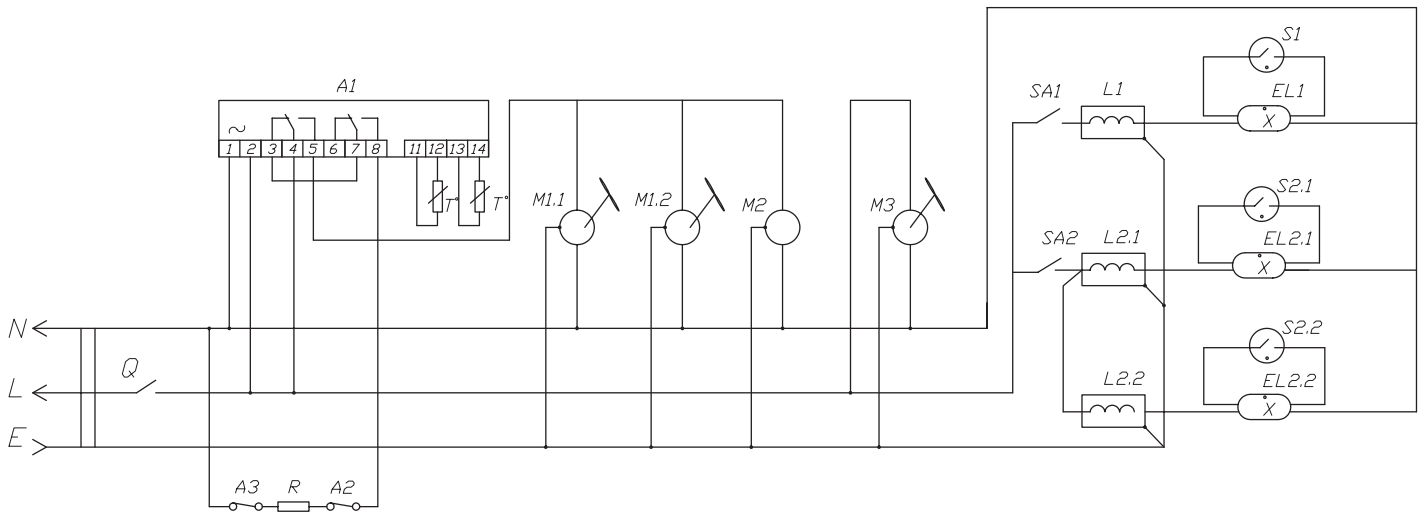 S1
A1
SA1
L1
EL1
X
~
1 2 3 4 5 6 7 8 11 12 13 14
T° T°
M1.1 M1.2 M2 M3
S2.1
SA2
L2.1
EL2.1
X
N
S2.2
Q
L2.2
EL2.2
L
X
E
A3 R A2